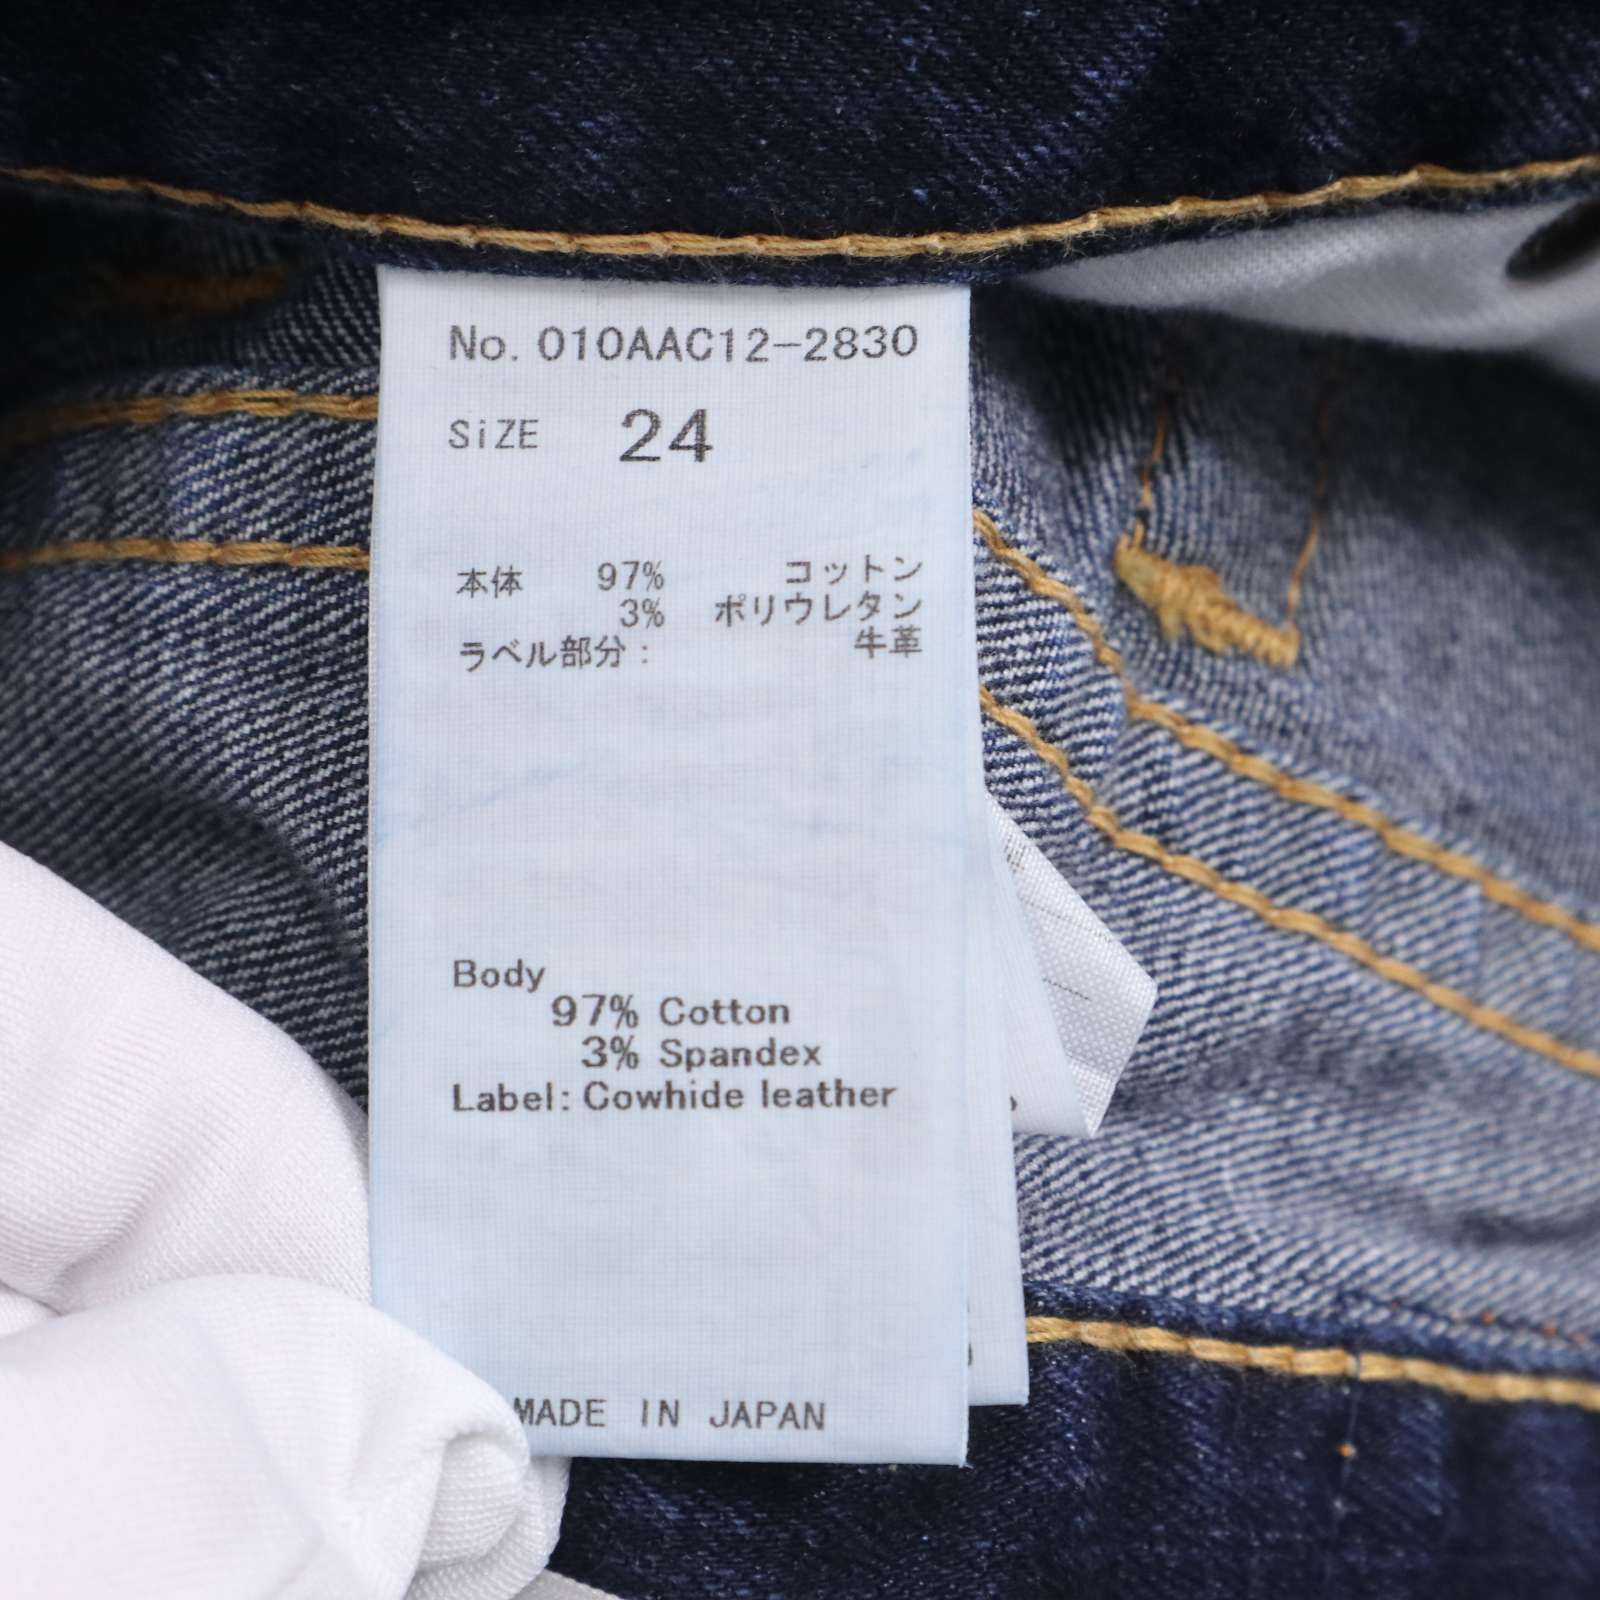 No. 010AAC12-2830
SiZE 24
本体 97% コットン
3% ポリウレタン
ラベル部分: 牛革
Body
97% Cotton
3% Spandex
Label: Cowhide leather
MADE IN JAPAN